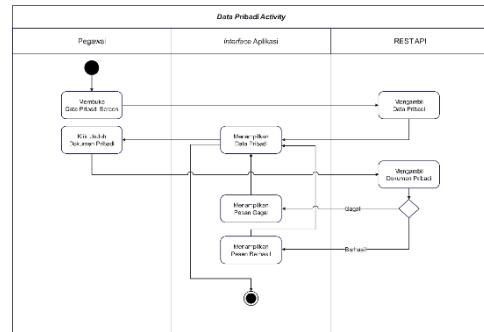 Data Pribadi Activity
Pegawai
Interface Aplikasi
REST API
Membuka
Data Pribadi Screen
Mengambil
Data Pribadi
Klik Unduh
Dokumen Pribadi
Menampilkan
Data Pribadi
Mengambil
Dokumen Pribadi
Menampilkan
Pesan Gagal
Gagal
Menampilkan
Pesan Berhasil
Berhasil